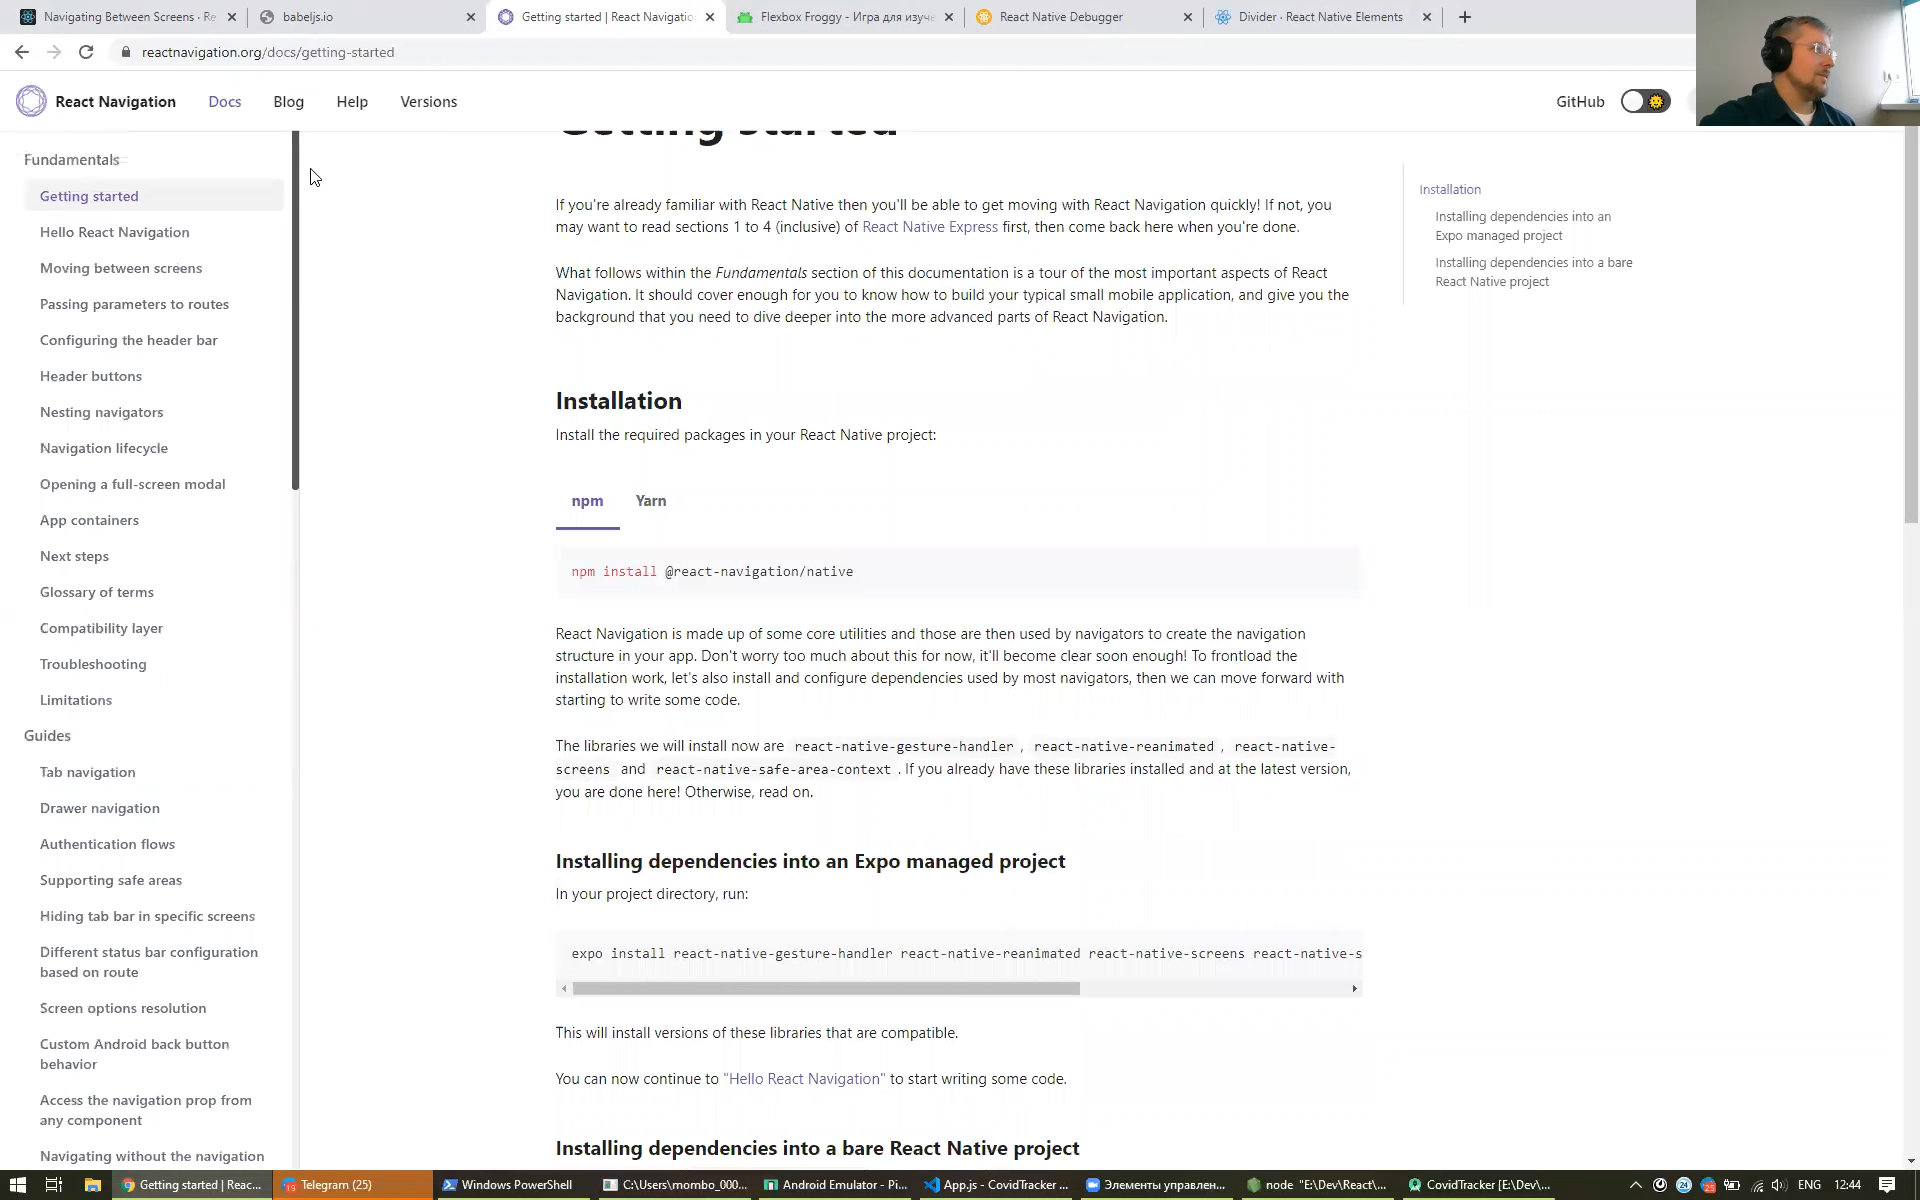 Navigating Between Screens · Re
babeljs.io
Getting started | React Navigatio
Flexbox Froggy - Игра для изуче
React Native Debugger
Divider · React Native Elements
reactnavigation.org/docs/getting-started
React Navigation
Docs
Blog
Help
Versions
GitHub
Fundamentals
Getting started
Hello React Navigation
Moving between screens
Passing parameters to routes
Configuring the header bar
Header buttons
Nesting navigators
Navigation lifecycle
Opening a full-screen modal
App containers
Next steps
Glossary of terms
Compatibility layer
Troubleshooting
Limitations
Guides
Tab navigation
Drawer navigation
Authentication flows
Supporting safe areas
Hiding tab bar in specific screens
Different status bar configuration
based on route
Screen options resolution
Custom Android back button
behavior
Access the navigation prop from
any component
Navigating without the navigation
Getting started
If you're already familiar with React Native then you'll be able to get moving with React Navigation quickly! If not, you
may want to read sections 1 to 4 (inclusive) of React Native Express first, then come back here when you're done.
What follows within the Fundamentals section of this documentation is a tour of the most important aspects of React
Navigation. It should cover enough for you to know how to build your typical small mobile application, and give you the
background that you need to dive deeper into the more advanced parts of React Navigation.
Installation
Install the required packages in your React Native project:
npm
Yarn
npm install @react-navigation/native
React Navigation is made up of some core utilities and those are then used by navigators to create the navigation
structure in your app. Don't worry too much about this for now, it'll become clear soon enough! To frontload the
installation work, let's also install and configure dependencies used by most navigators, then we can move forward with
starting to write some code.
The libraries we will install now are react-native-gesture-handler , react-native-reanimated , react-native-
screens and react-native-safe-area-context . If you already have these libraries installed and at the latest version,
you are done here! Otherwise, read on.
Installing dependencies into an Expo managed project
In your project directory, run:
expo install react-native-gesture-handler react-native-reanimated react-native-screens react-native-s
This will install versions of these libraries that are compatible.
You can now continue to "Hello React Navigation" to start writing some code.
Installing dependencies into a bare React Native project
Installation
Installing dependencies into an
Expo managed project
Installing dependencies into a bare
React Native project
Getting started | Reac...
19
Telegram (25)
Windows PowerShell
C:\Users\mombo_000...
Android Emulator - Pi...
App.js - CovidTracker ...
Элементы управлен...
node "E:\Dev\React\...
CovidTracker [E:\Dev\...
24
25
ENG
12:44